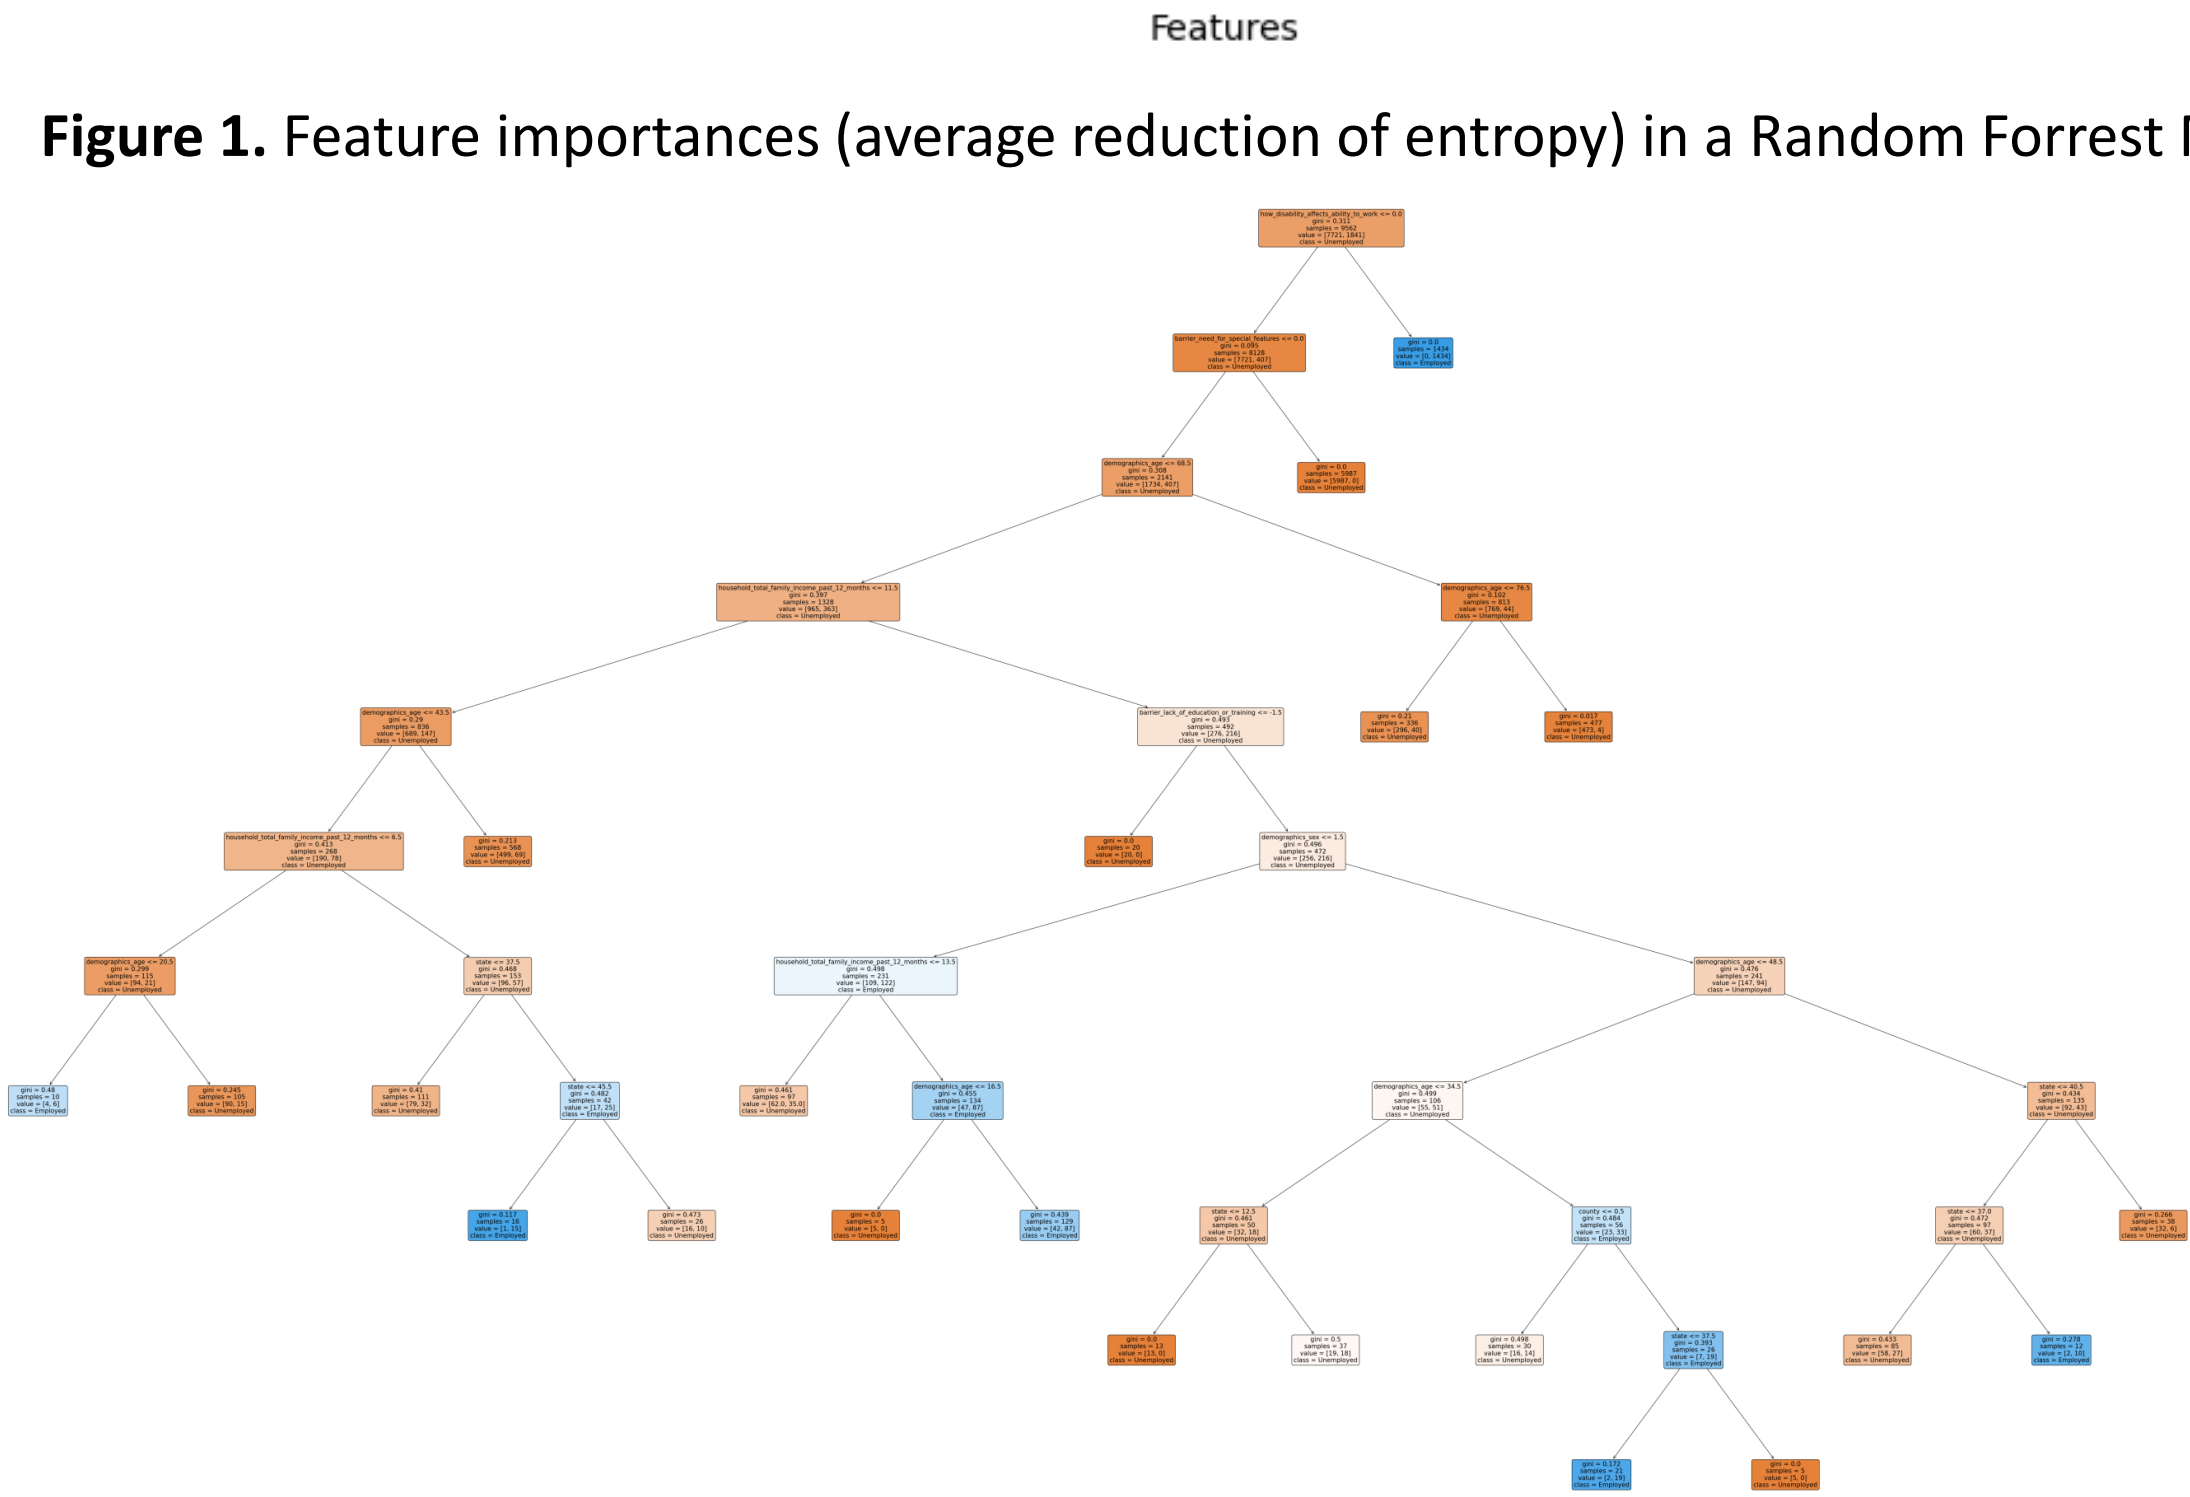 Features
Figure 1. Feature importances (average reduction of entropy) in a Random Forrest
how_disability_affects_ability_to_work <= 0.0
gini = 0.311
samples = 9562
value = [7721, 1841]
class = Unemployed
barrier_need_for_special_features <= 0.0
gini = 0.095
samples = 8128
value = [7721, 407]
class = Unemployed
gini = 0.0
samples = 1434
value = [0, 1434]
class = Employed
demographics_age <= 68.5
gini = 0.308
samples = 2141
value = [1734, 407]
class = Unemployed
gini = 0.0
samples = 5987
value = [5987, 0]
class = Unemployed
household_total_family_income_past_12_months <= 11.5
gini = 0.397
samples = 1328
value = [965, 363]
class = Unemployed
demographics_age <= 76.5
gini = 0.102
samples = 813
value = [769, 44]
class = Unemployed
demographics_age <= 43.5
gini = 0.29
samples = 836
value = [689, 147]
class = Unemployed
barrier_lack_of_education_or_training <= -1.5
gini = 0.493
samples = 492
value = [276, 216]
class = Unemployed
gini = 0.21
samples = 336
value = [296, 40]
class = Unemployed
gini = 0.017
samples = 477
value = [473, 4]
class = Unemployed
household_total_family_income_past_12_months <= 6.5
gini = 0.413
samples = 268
value = [190, 78]
class = Unemployed
gini = 0.213
samples = 568
value = [499, 69]
class = Unemployed
gini = 0.0
samples = 20
value = [20, 0]
class = Unemployed
demographics_sex <= 1.5
gini = 0.496
samples = 472
value = [256, 216]
class = Unemployed
demographics_age <= 20.5
gini = 0.299
samples = 115
value = [94, 21]
class = Unemployed
state <= 37.5
gini = 0.468
samples = 153
value = [96, 57]
class = Unemployed
household_total_family_income_past_12_months <= 13.5
gini = 0.498
samples = 231
value = [109, 122]
class = Employed
demographics_age <= 48.5
gini = 0.476
samples = 241
value = [147, 94]
class = Unemployed
gini = 0.48
samples = 10
value = [4, 6]
class = Employed
gini = 0.245
samples = 105
value = [90, 15]
class = Unemployed
gini = 0.41
samples = 111
value = [79, 32]
class = Unemployed
state <= 45.5
gini = 0.482
samples = 42
value = [17, 25]
class = Employed
gini = 0.461
samples = 97
value = [62.0, 35.0]
class = Unemployed
demographics_age <= 16.5
gini = 0.455
samples = 134
value = [47, 87]
class = Employed
demographics_age <= 34.5
gini = 0.499
samples = 106
value = [55, 51]
class = Unemployed
state <= 40.5
gini = 0.434
samples = 135
value = [92, 43]
class = Unemployed
gini = 0.117
samples = 16
value = [1, 15]
class = Employed
gini = 0.473
samples = 26
value = [16, 10]
class = Unemployed
gini = 0.0
samples = 5
value = [5, 0]
class = Unemployed
gini = 0.439
samples = 129
value = [42, 87]
class = Employed
state <= 12.5
gini = 0.461
samples = 50
value = [32, 18]
class = Unemployed
county <= 0.5
gini = 0.484
samples = 56
value = [23, 33]
class = Employed
state <= 37.0
gini = 0.472
samples = 97
value = [60, 37]
class = Unemployed
gini = 0.266
samples = 38
value = [32, 6]
class = Unemployed
gini = 0.0
samples = 13
value = [13, 0]
class = Unemployed
gini = 0.5
samples = 37
value = [19, 18]
class = Unemployed
gini = 0.498
samples = 30
value = [16, 14]
class = Unemployed
state <= 37.5
gini = 0.393
samples = 26
value = [7, 19]
class = Employed
gini = 0.433
samples = 85
value = [58, 27]
class = Unemployed
gini = 0.278
samples = 12
value = [2, 10]
class = Employed
gini = 0.172
samples = 21
value = [2, 19]
class = Employed
gini = 0.0
samples = 5
value = [5, 0]
class = Unemployed